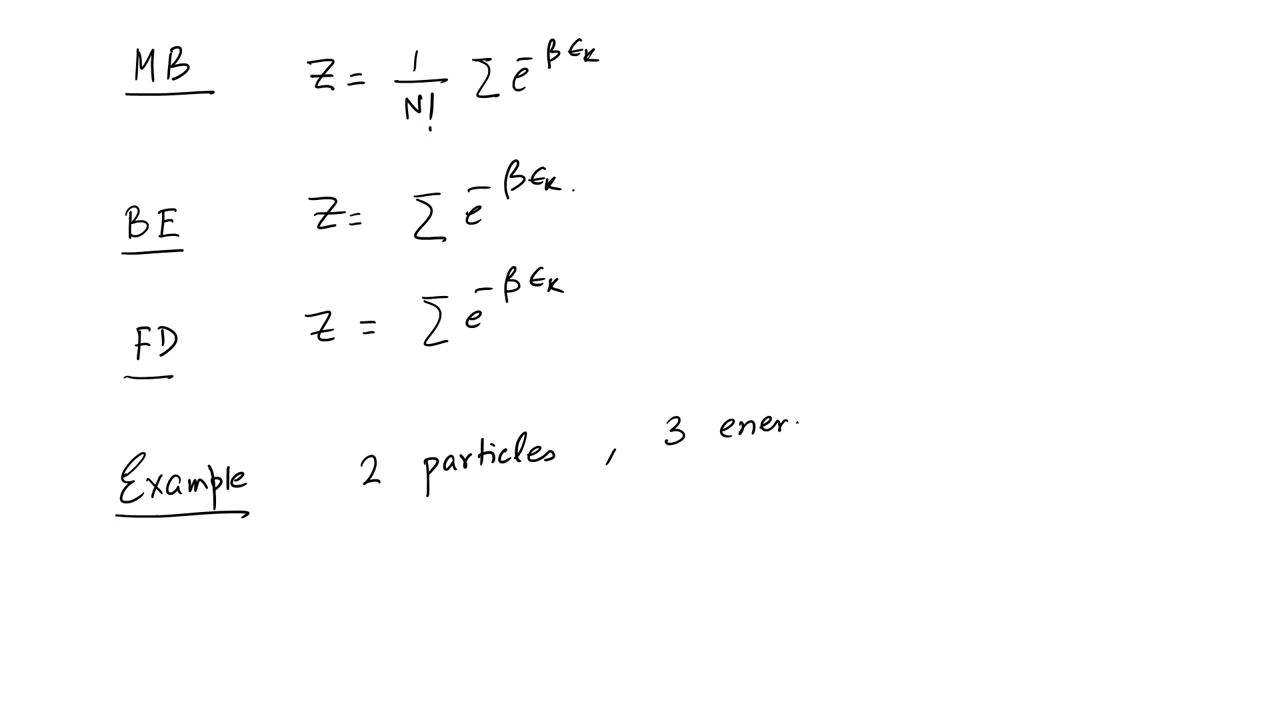 MB Z = 1/N! Σ e^-βϵ_K
BE Z = Σ e^-βϵ_K.
FD Z = Σ e^-βϵ_K
Example 2 particles, 3 ener.